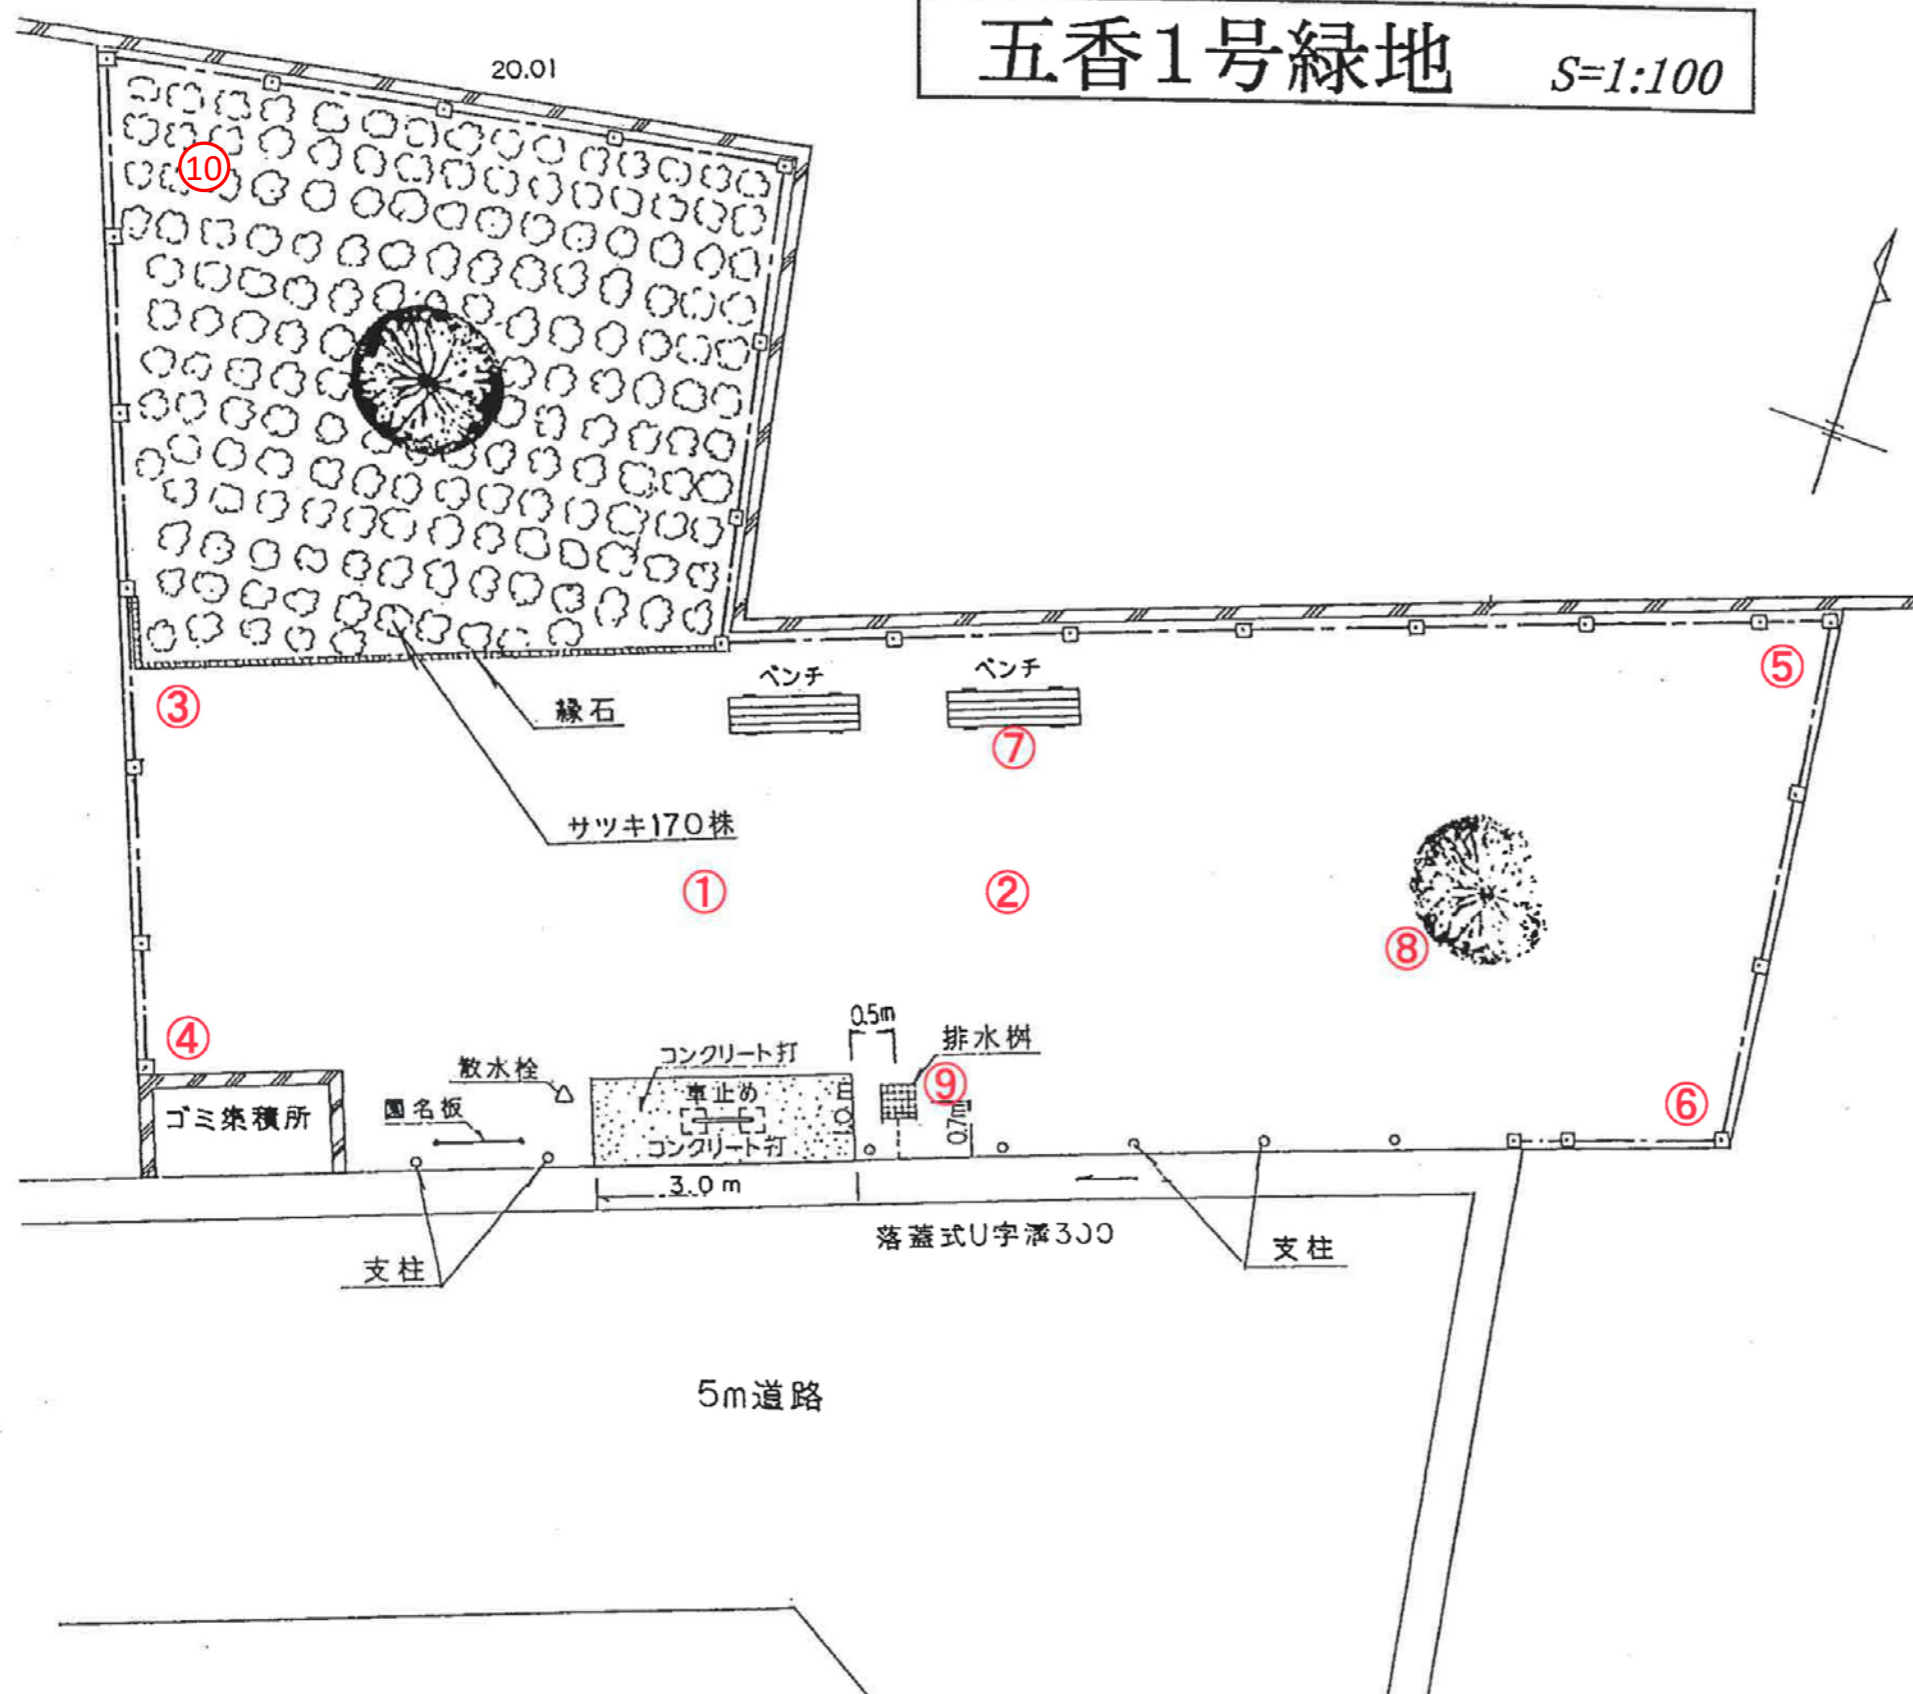 五香1号緑地 S=1:100
20.01
⑩
ベンチ
ベンチ
⑤
③
縁石
⑦
サツキ170株
①
②
⑧
0.5m
④
コンクリート打
排水桝
散水栓
車止め
⑨
園名板
1.0m
0.7m
ゴミ集積所
コンクリート打
⑥
3.0m
落蓋式U字溝300
支柱
支柱
5m道路